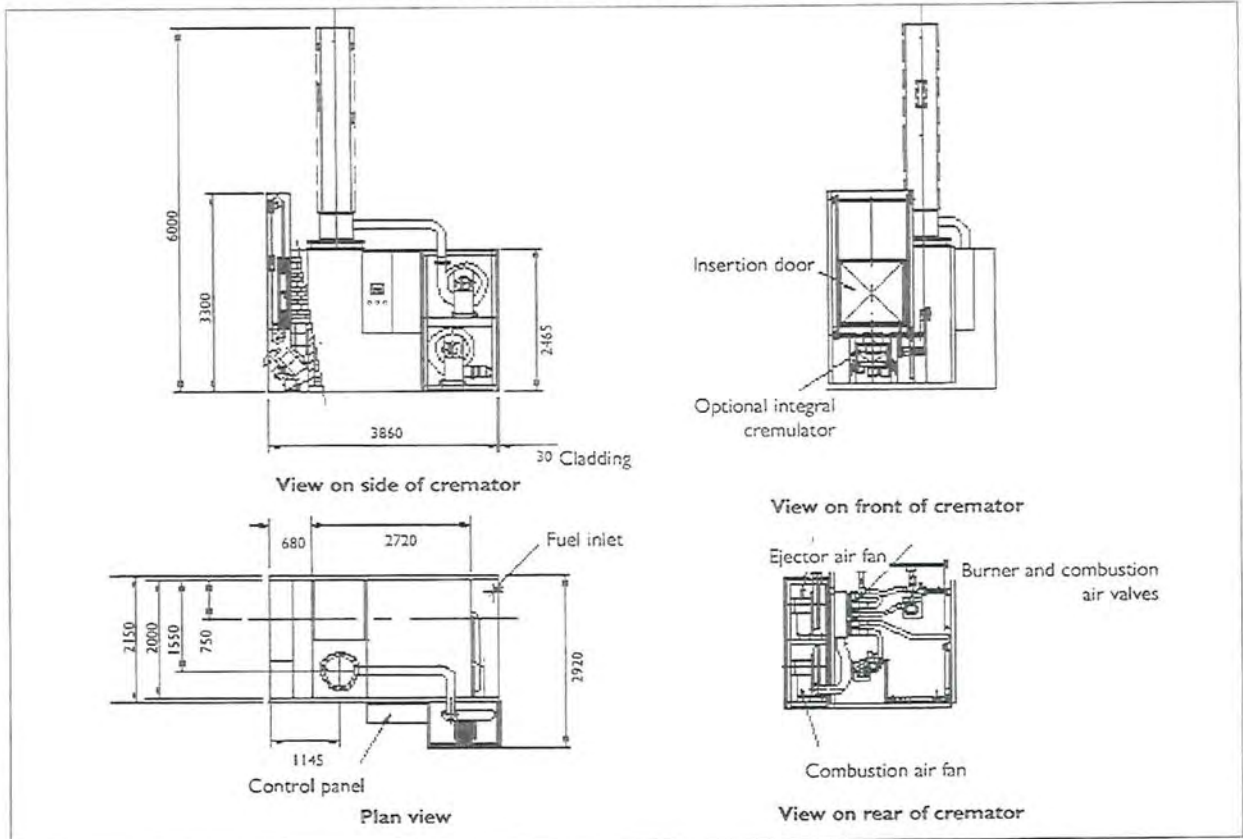 6000
3300
2465
3860
30 Cladding
View on side of cremator
Insertion door
Optional integral
cremulator
View on front of cremator
680
2720
Fuel inlet
2150
2000
1550
750
2920
1145
Control panel
Plan view
Ejector air fan
Burner and combustion
air valves
Combustion air fan
View on rear of cremator